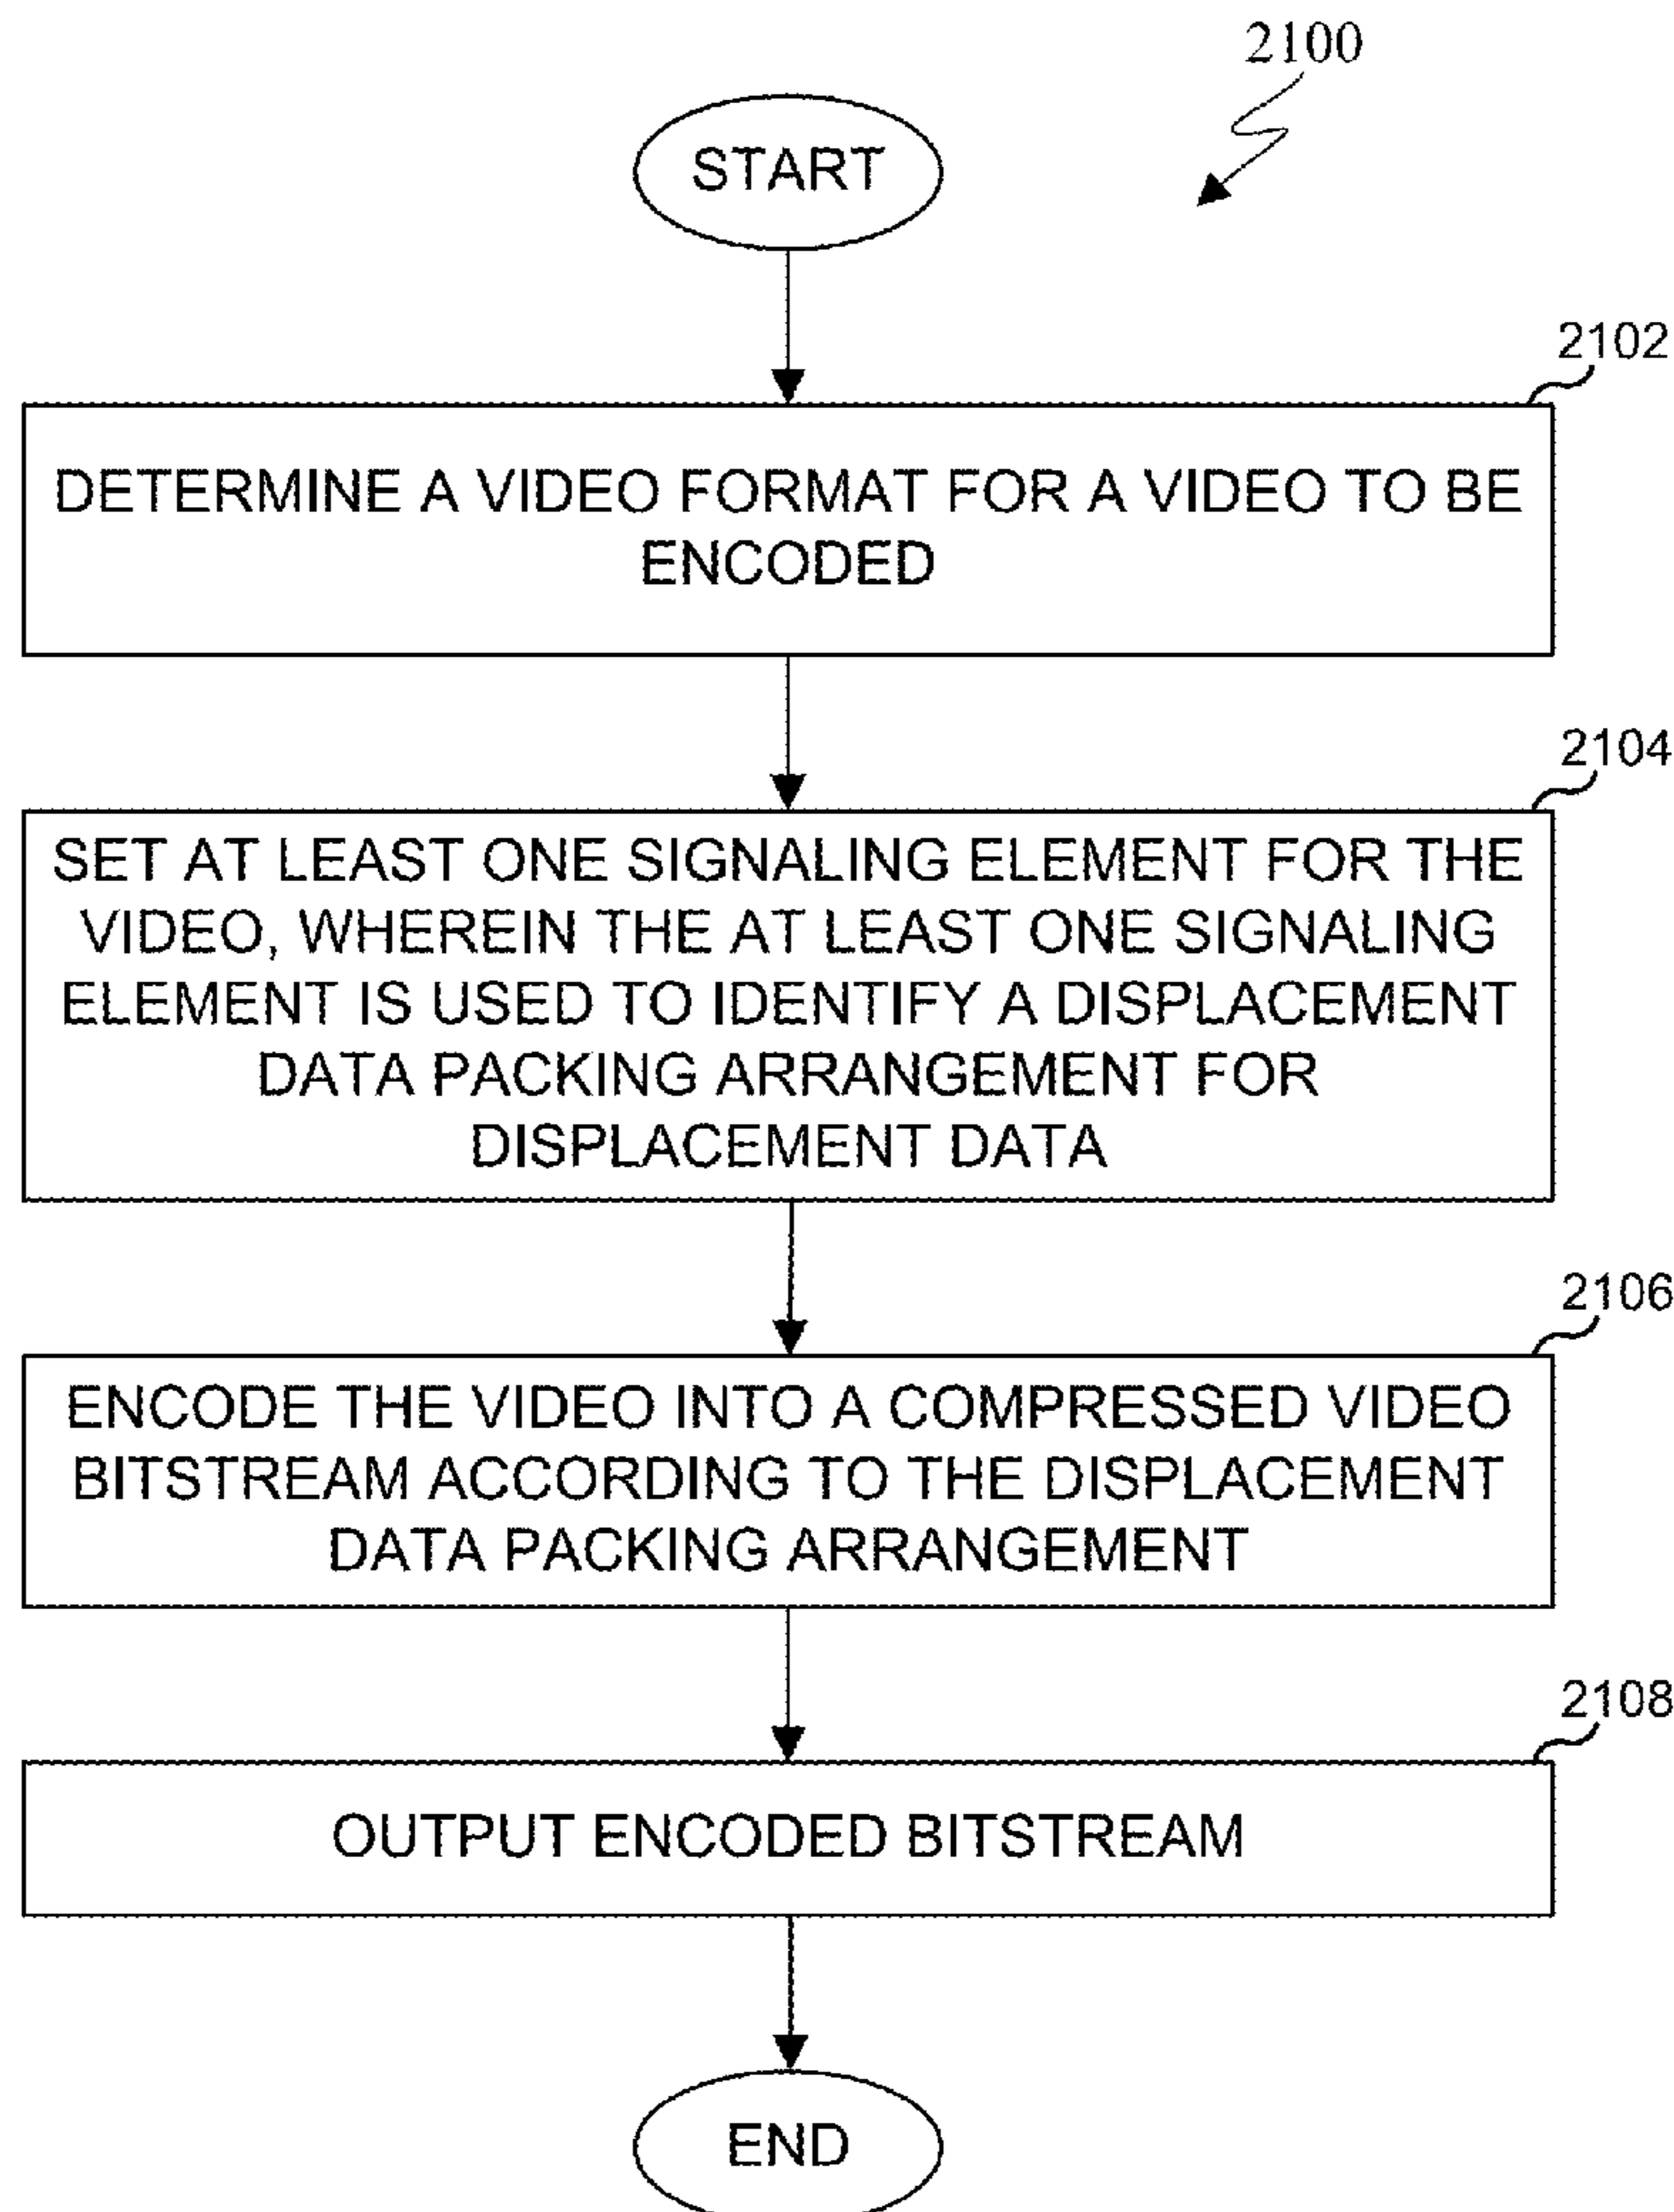 2100
START
2102
DETERMINE A VIDEO FORMAT FOR A VIDEO TO BE
ENCODED
2104
SET AT LEAST ONE SIGNALING ELEMENT FOR THE
VIDEO, WHEREIN THE AT LEAST ONE SIGNALING
ELEMENT IS USED TO IDENTIFY A DISPLACEMENT
DATA PACKING ARRANGEMENT FOR
DISPLACEMENT DATA
2106
ENCODE THE VIDEO INTO A COMPRESSED VIDEO
BITSTREAM ACCORDING TO THE DISPLACEMENT
DATA PACKING ARRANGEMENT
2108
OUTPUT ENCODED BITSTREAM
END